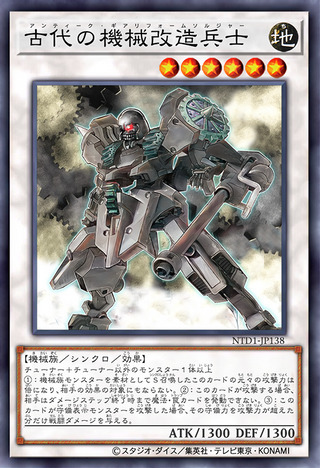 アンティーク・ギアリフォームソルジャー
古代の機械改造兵士
地
NTD1-JP138
【機械族／シンクロ／効果】
チューナー＋チューナー以外のモンスター１体以上
①：機械族モンスターを素材としてＳ召喚したこのカードの元々の攻撃力は
倍になり、相手の効果の対象にならない。②：このカードが攻撃する場合、
相手はダメージステップ終了時まで魔法・罠カードを発動できない。③：こ
のカードが守備表示モンスターを攻撃した場合、その守備力を攻撃力が超えた
分だけ戦闘ダメージを与える。
ATK/1300 DEF/1300
©スタジオ・ダイス／集英社・テレビ東京・KONAMI